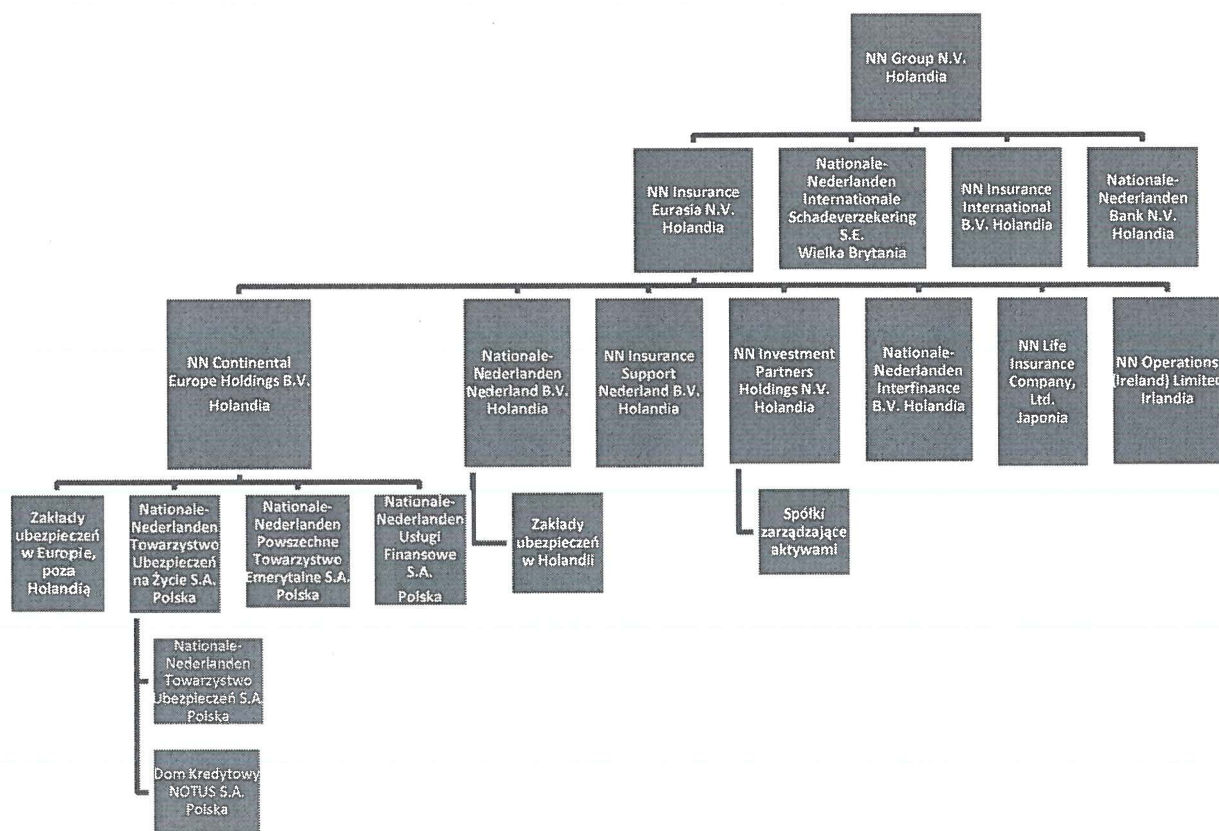 NN Group N.V.
Holandia
NN Insurance
Eurasia N.V.
Holandia
Nationale-
Nederlanden
Internationale
Schadeverzekering
S.E.
Wielka Brytania
NN Insurance
International
B.V. Holandia
Nationale-
Nederlanden
Bank N.V.
Holandia
NN Continental
Europe Holdings B.V.
Holandia
Nationale-
Nederlanden
Nederland B.V.
Holandia
NN Insurance
Support
Nederland B.V.
Holandia
NN Investment
Partners
Holdings N.V.
Holandia
Nationale-
Nederlanden
Interfinance
B.V. Holandia
NN Life
Insurance
Company,
Ltd.
Japonia
NN Operations
(Ireland) Limited
Irlandia
Zakłady
ubezpieczeń
w Europie,
poza
Holandią
Nationale-
Nederlanden
Towarzystwo
Ubezpieczeń
na Życie S.A.
Polska
Nationale-
Nederlanden
Powszechne
Towarzystwo
Emerytalne S.A.
Polska
Nationale-
Nederlanden
Usługi
Finansowe
S.A.
Polska
Zakłady
ubezpieczeń
w Holandii
Spółki
zarządzające
aktywami
Nationale-
Nederlanden
Towarzystwo
Ubezpieczeń S.A.
Polska
Dom Kredytowy
NOTUS S.A.
Polska